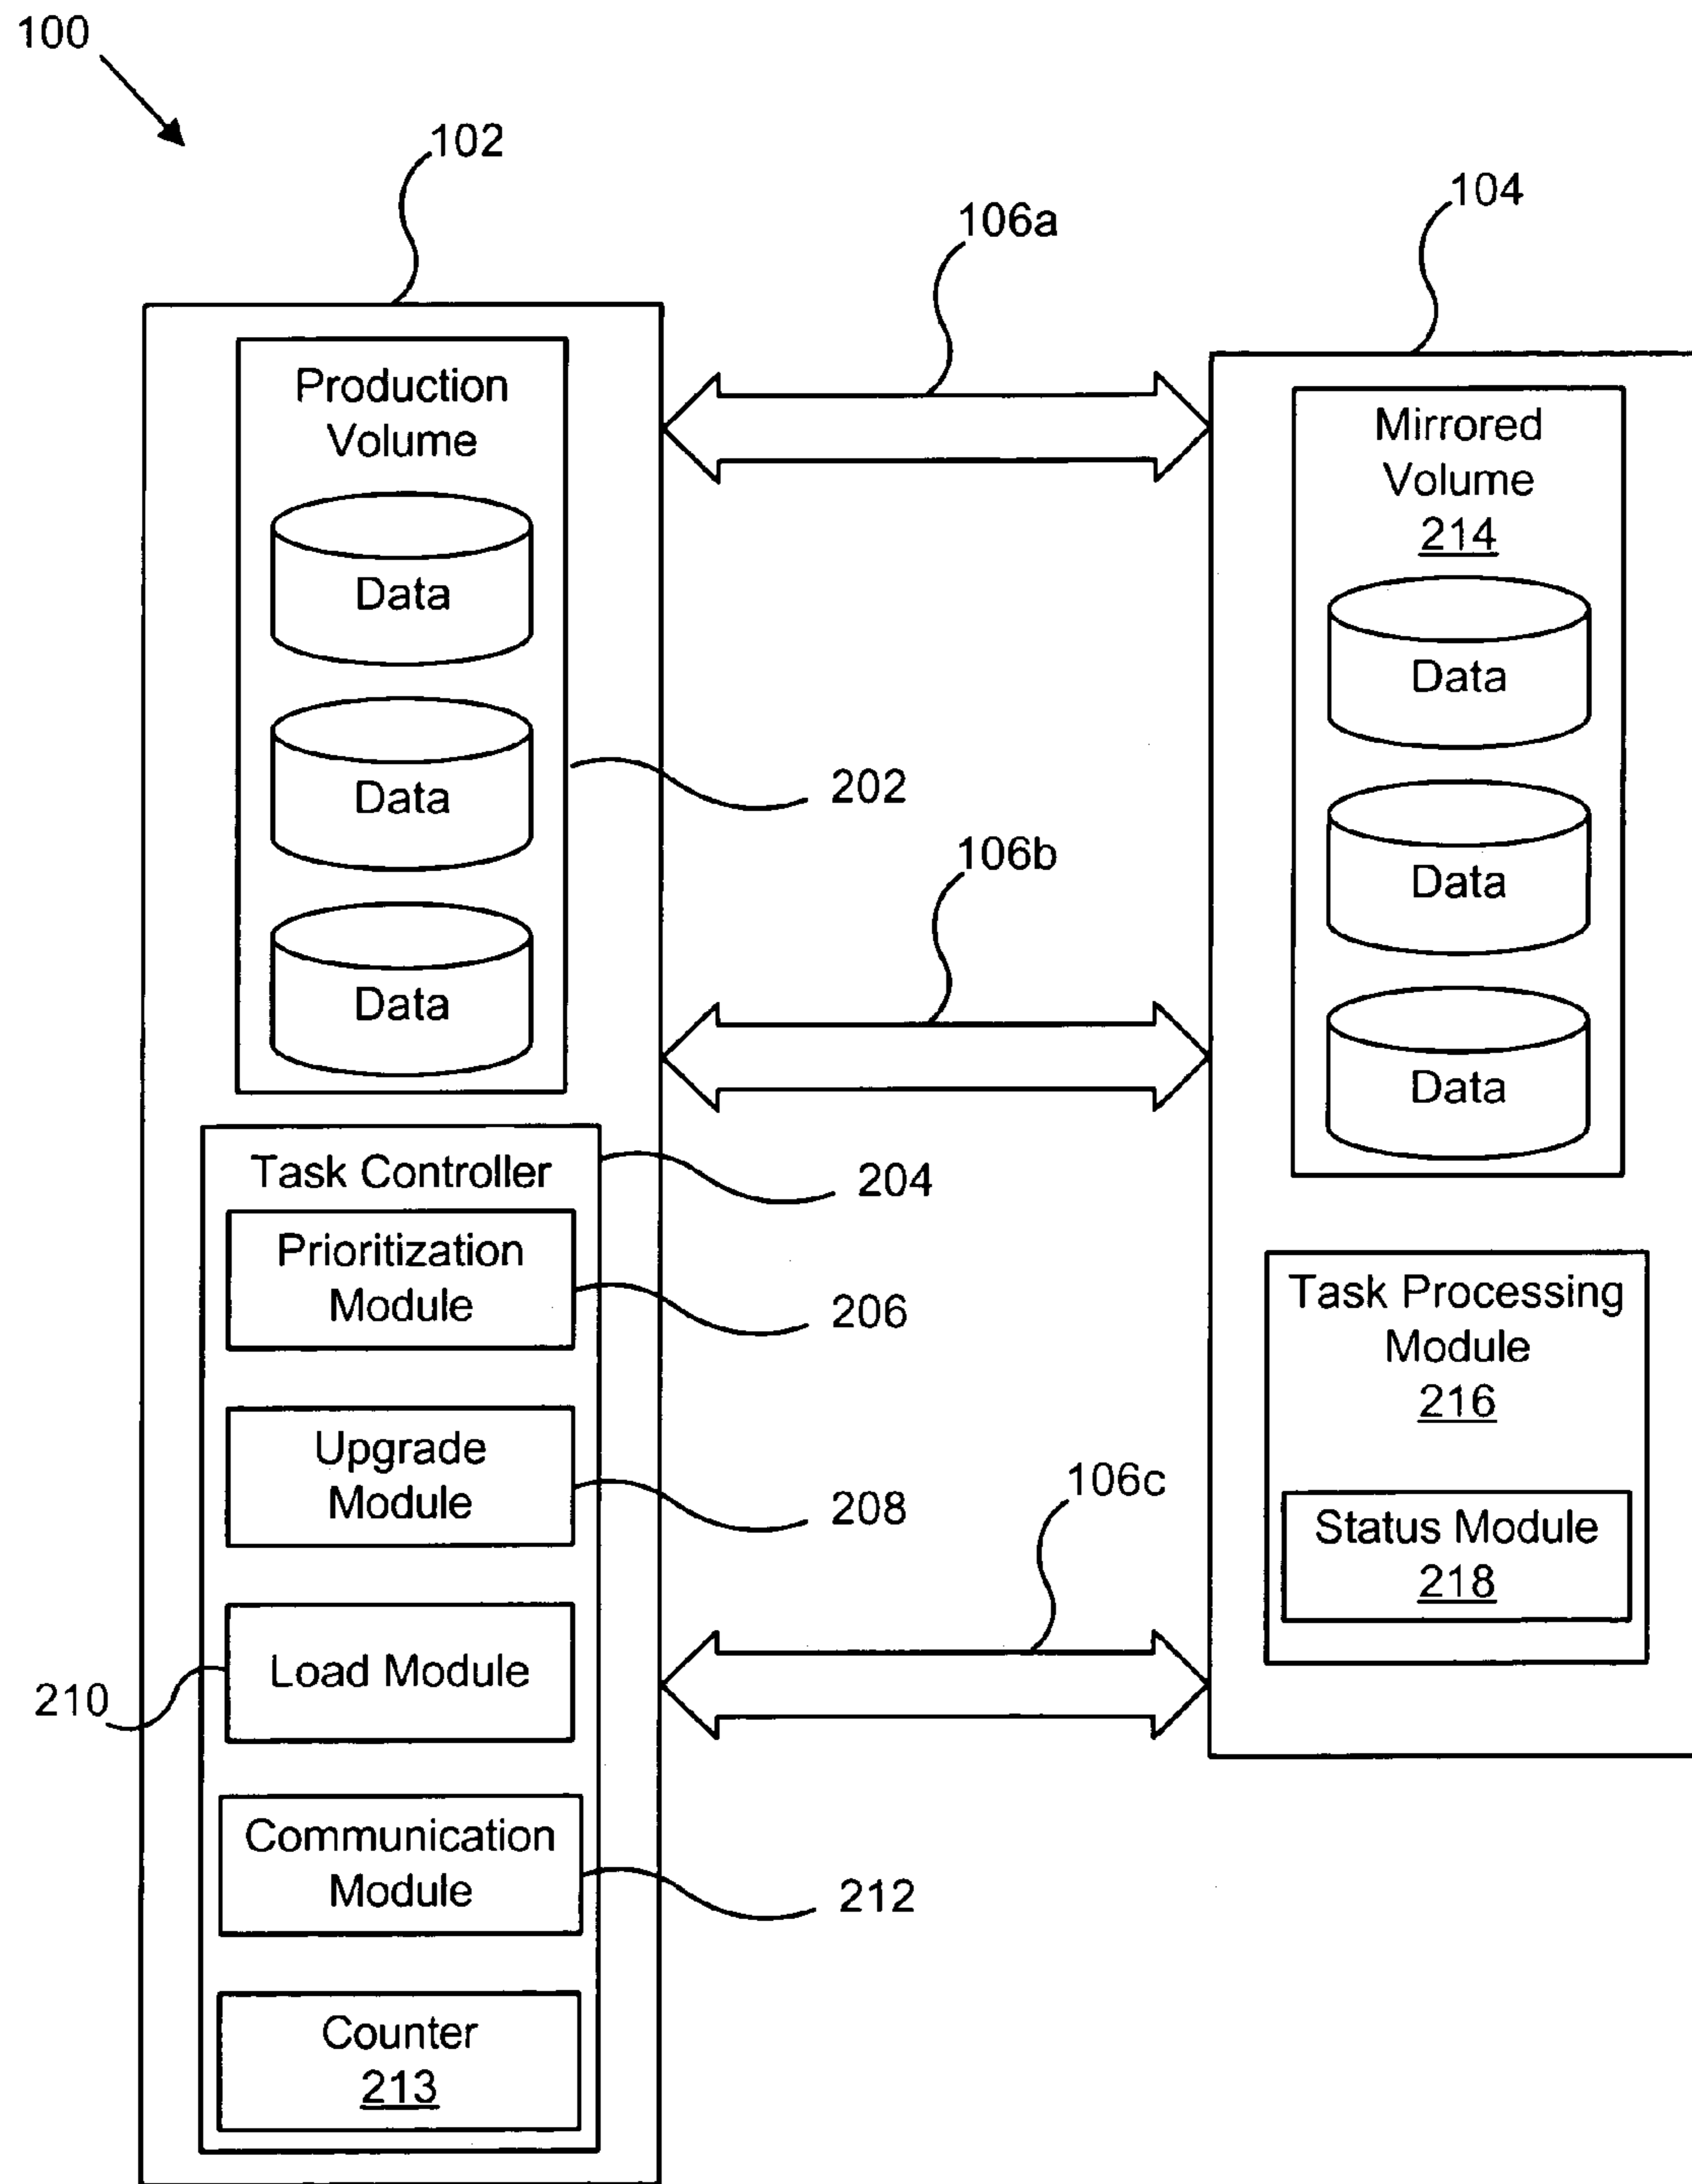 100
102
104
106a
Production
Volume
Data
Data
Data
202
Mirrored
Volume
214
Data
Data
Data
106b
Task Controller
204
Prioritization
Module
206
Upgrade
Module
208
Load Module
210
Communication
Module
212
Counter
213
106c
Task Processing
Module
216
Status Module
218